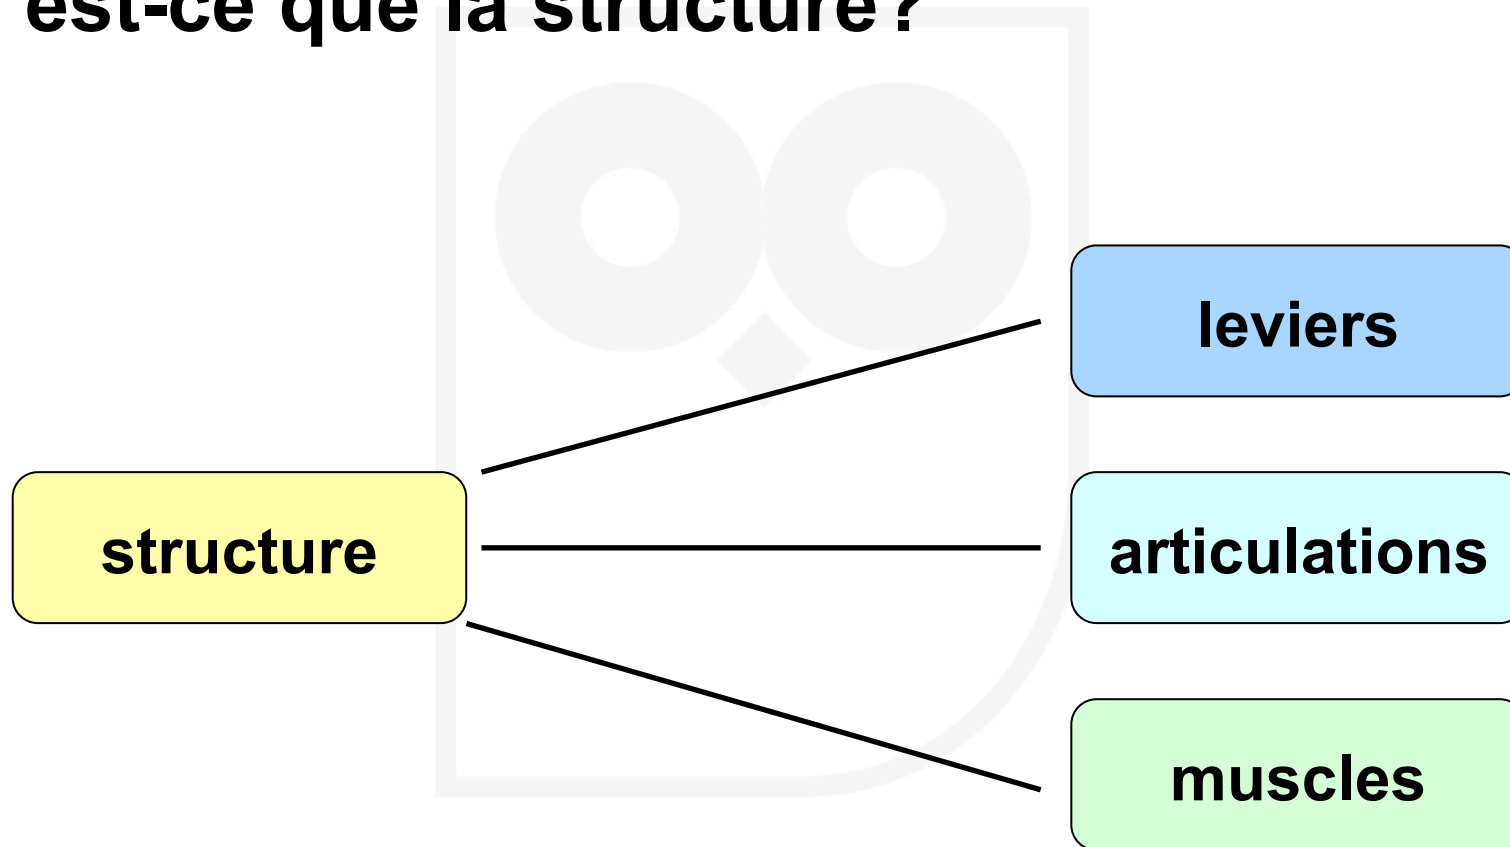 est-ce que la structure?
leviers
structure
articulations
muscles